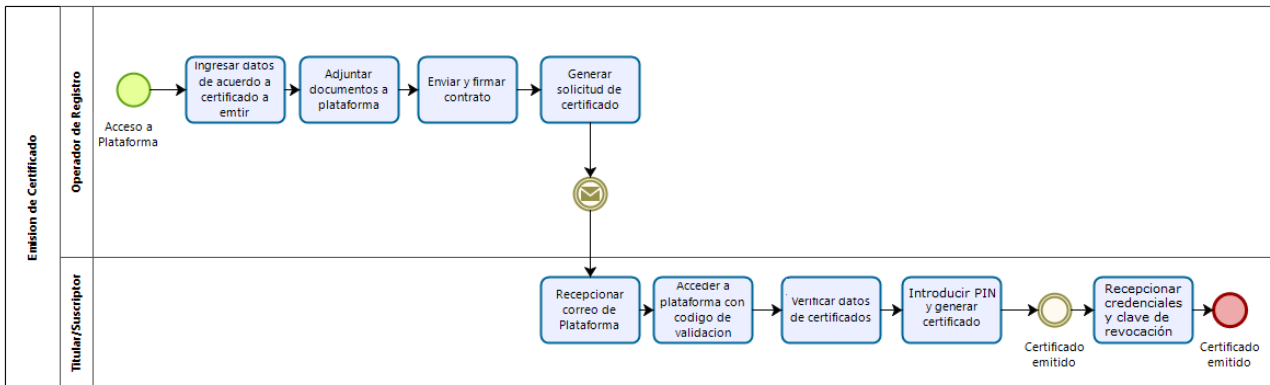 Emision de Certificado
Operador de Registro
Acceso a
Plataforma
Ingresar datos
de acuerdo a
certificado a
emtir
Adjuntar
documentos a
plataforma
Enviar y firmar
contrato
Generar
solicitud de
certificado
Titular/Suscriptor
Recepcionar
correo de
Plataforma
Acceder a
plataforma con
codigo de
validacion
Verificar datos
de certificados
Introducir PIN
y generar
certificado
Certificado
emitido
Recepcionar
credenciales
y clave de
revocación
Certificado
emitido